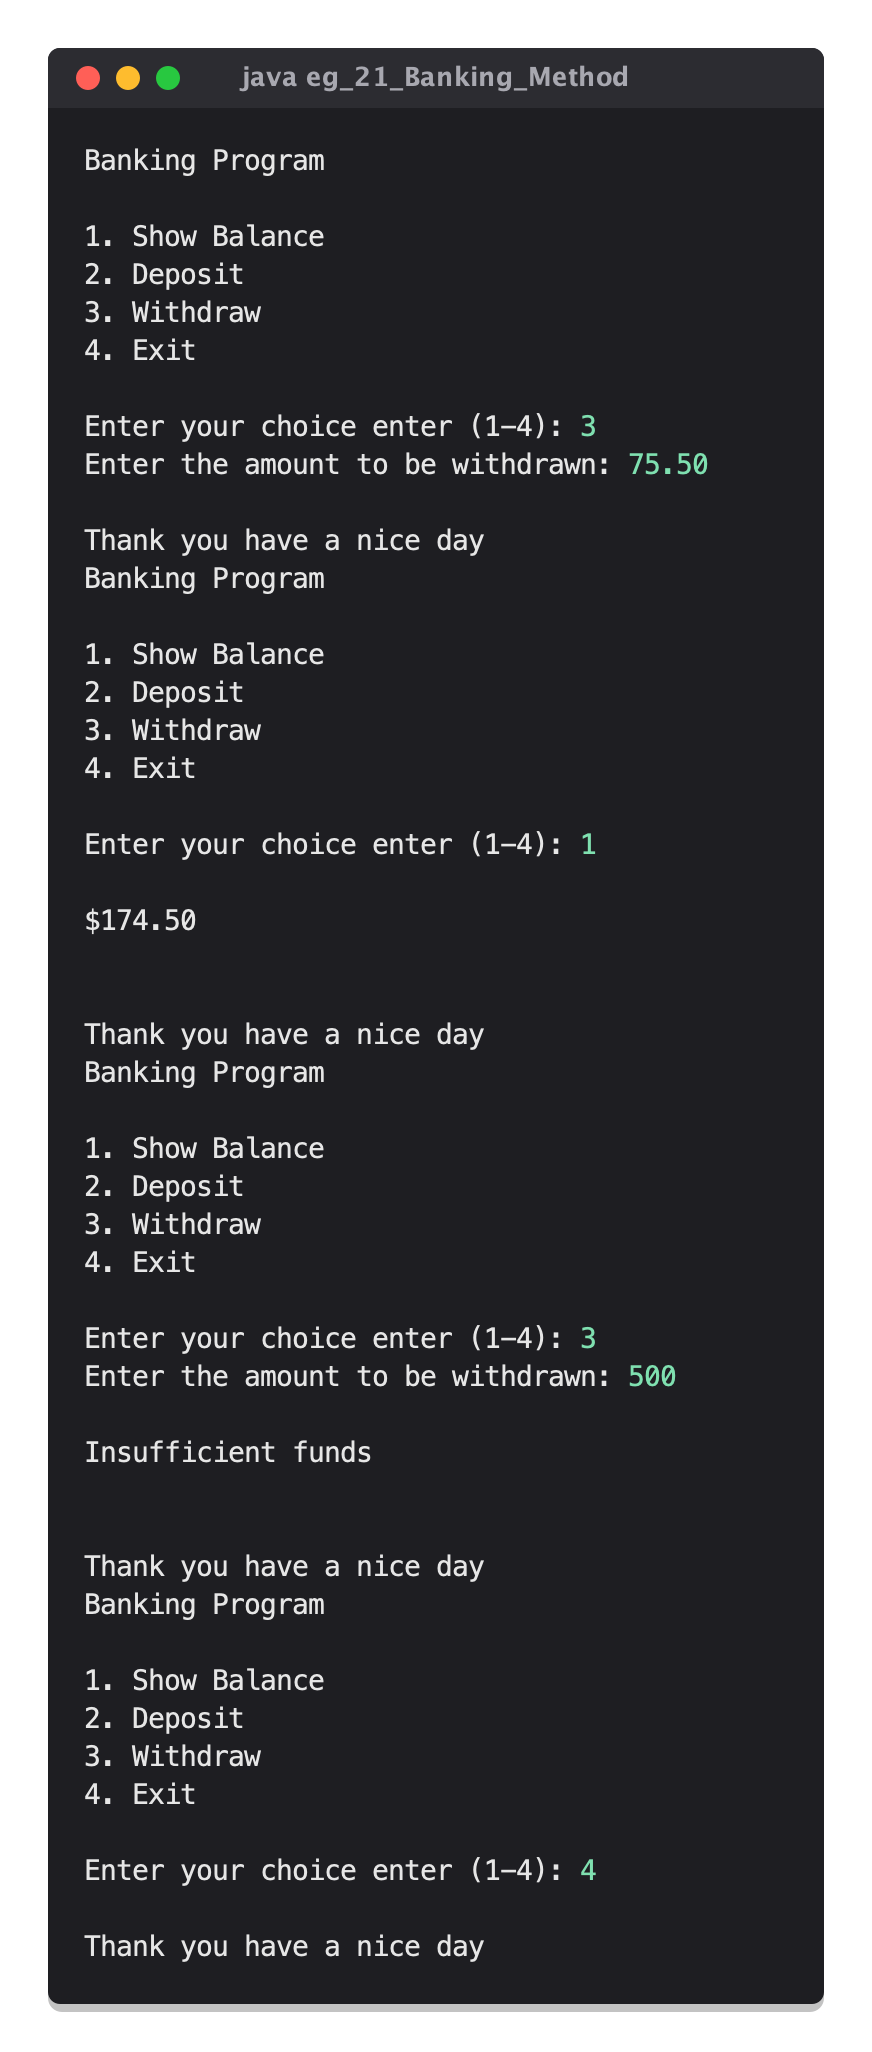 java eg_21_Banking_Method
Banking Program
1. Show Balance
2. Deposit
3. Withdraw
4. Exit
Enter your choice enter (1–4): 3
Enter the amount to be withdrawn: 75.50
Thank you have a nice day
Banking Program
1. Show Balance
2. Deposit
3. Withdraw
4. Exit
Enter your choice enter (1–4): 1
$174.50
Thank you have a nice day
Banking Program
1. Show Balance
2. Deposit
3. Withdraw
4. Exit
Enter your choice enter (1–4): 3
Enter the amount to be withdrawn: 500
Insufficient funds
Thank you have a nice day
Banking Program
1. Show Balance
2. Deposit
3. Withdraw
4. Exit
Enter your choice enter (1–4): 4
Thank you have a nice day